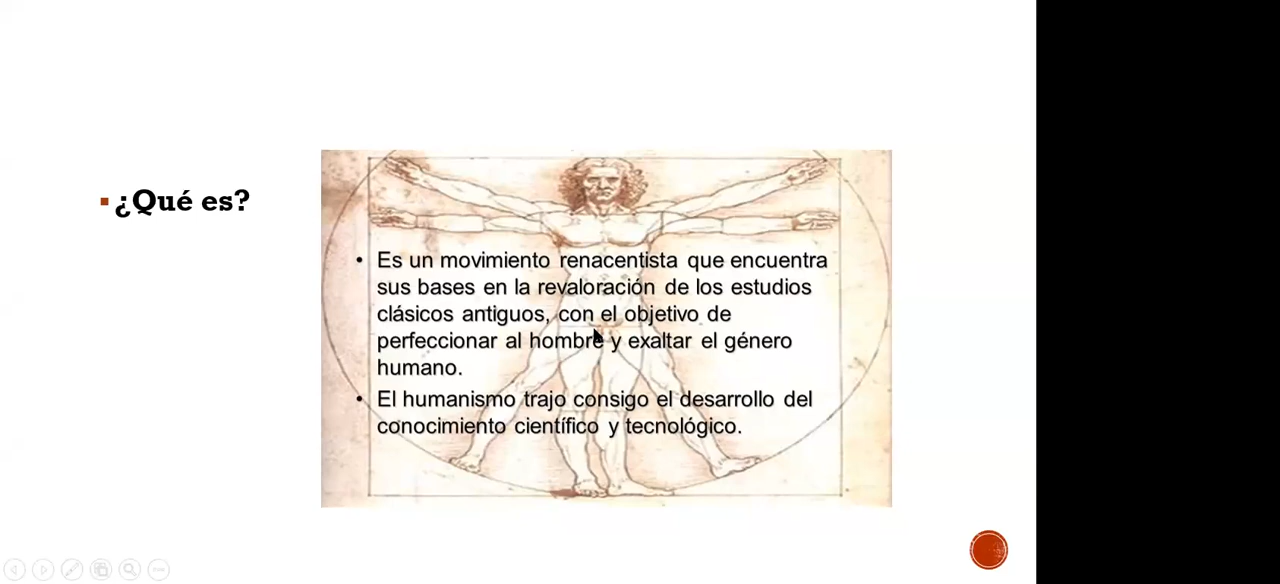 ¿Qué es?
Es un movimiento renacentista que encuentra
sus bases en la revaloración de los estudios
clásicos antiguos, con el objetivo de
perfeccionar al hombre y exaltar el género
humano.
El humanismo trajo consigo el desarrollo del
conocimiento científico y tecnológico.